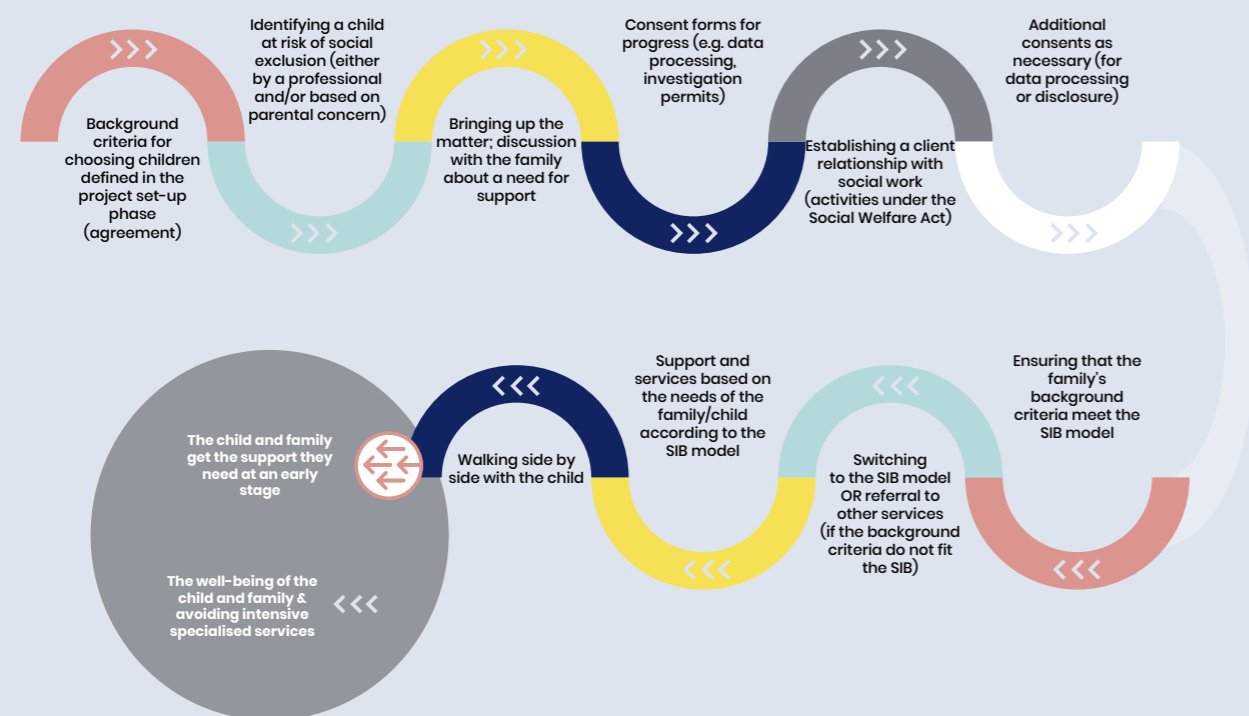 Background
criteria for
choosing children
defined in the
project set-up
phase
(agreement)
Identifying a child
at risk of social
exclusion (either
by a professional
and/or based on
parental concern)
Bringing up the
matter; discussion
with the family
about a need for
support
Consent forms for
progress (e.g. data
processing,
investigation
permits)
Establishing a client
relationship with
social work
(activities under the
Social Welfare Act)
Additional
consents as
necessary (for
data processing
or disclosure)
Ensuring that the
family's
background
criteria meet the
SIB model
Switching
to the SIB model
OR referral to
other services
(if the background
criteria do not fit
the SIB)
Support and
services based on
the needs of the
family/child
according to the
SIB model
Walking side by
side with the child
The child and family
get the support they
need at an early
stage
The well-being of the
child and family &
avoiding intensive
specialised services